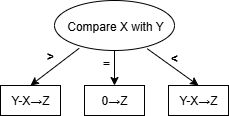 Compare X with Y
> = <
Y-X→Z 0→Z Y-X→Z